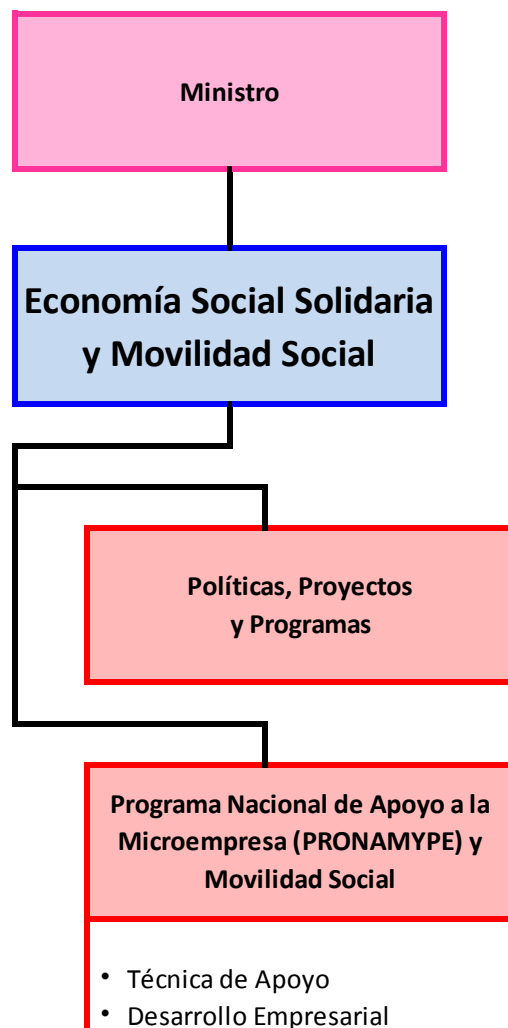 Ministro
Economía Social Solidaria
y Movilidad Social
Políticas, Proyectos
y Programas
Programa Nacional de Apoyo a la
Microempresa (PRONAMYPE) y
Movilidad Social
• Técnica de Apoyo
• Desarrollo Empresarial